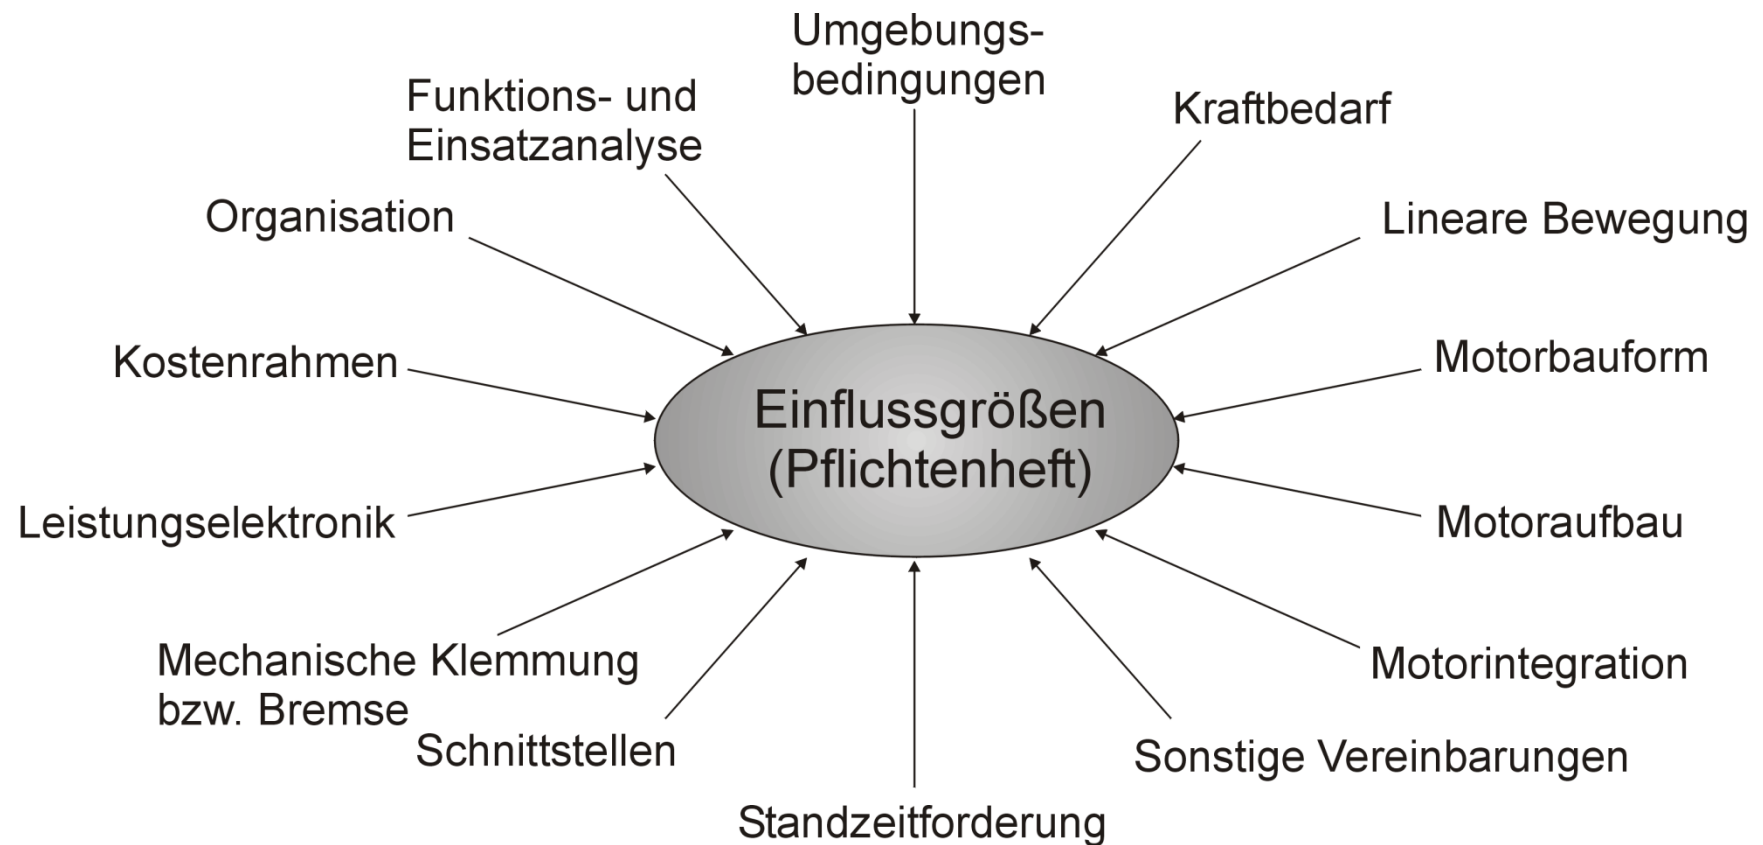 Umgebungs-
bedingungen
Funktions- und
Einsatzanalyse
Kraftbedarf
Organisation
Lineare Bewegung
Kostenrahmen
Motorbauform
Einflussgrößen
(Pflichtenheft)
Leistungselektronik
Motoraufbau
Mechanische Klemmung
bzw. Bremse
Motorintegration
Schnittstellen
Sonstige Vereinbarungen
Standzeitforderung